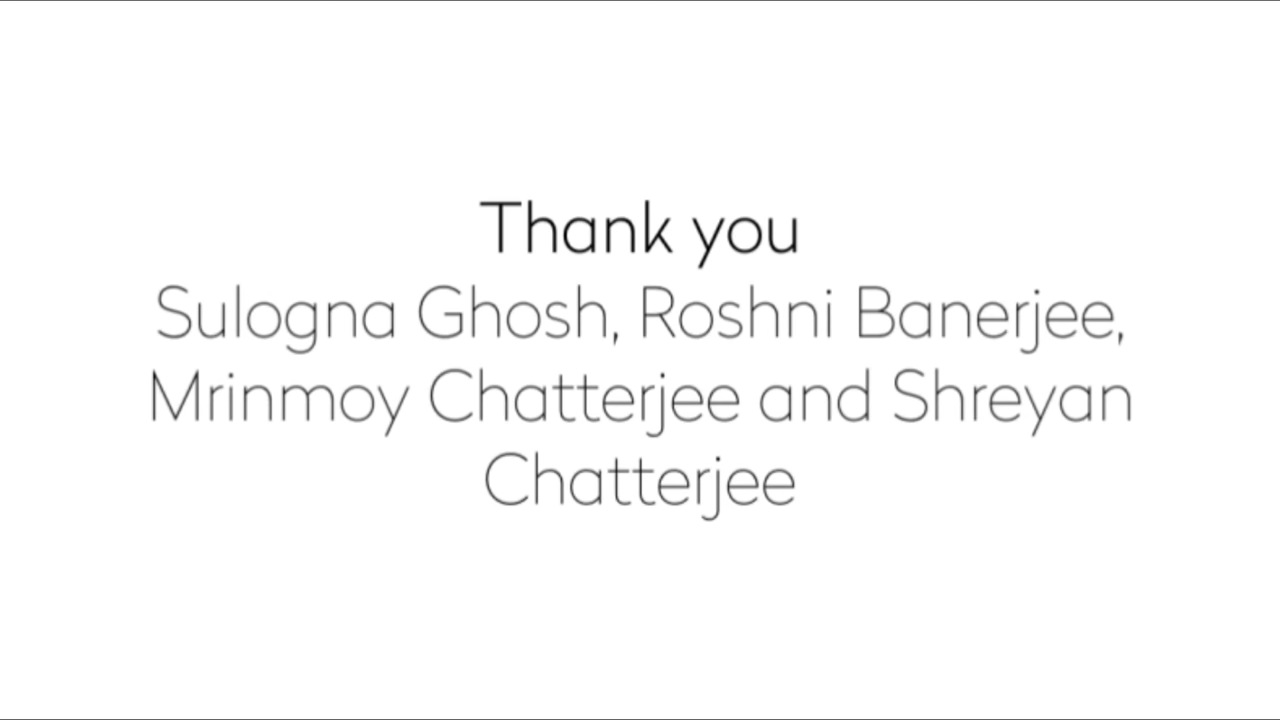 Thank you
Sulogna Ghosh, Roshni Banerjee,
Mrinmoy Chatterjee and Shreyan
Chatterjee